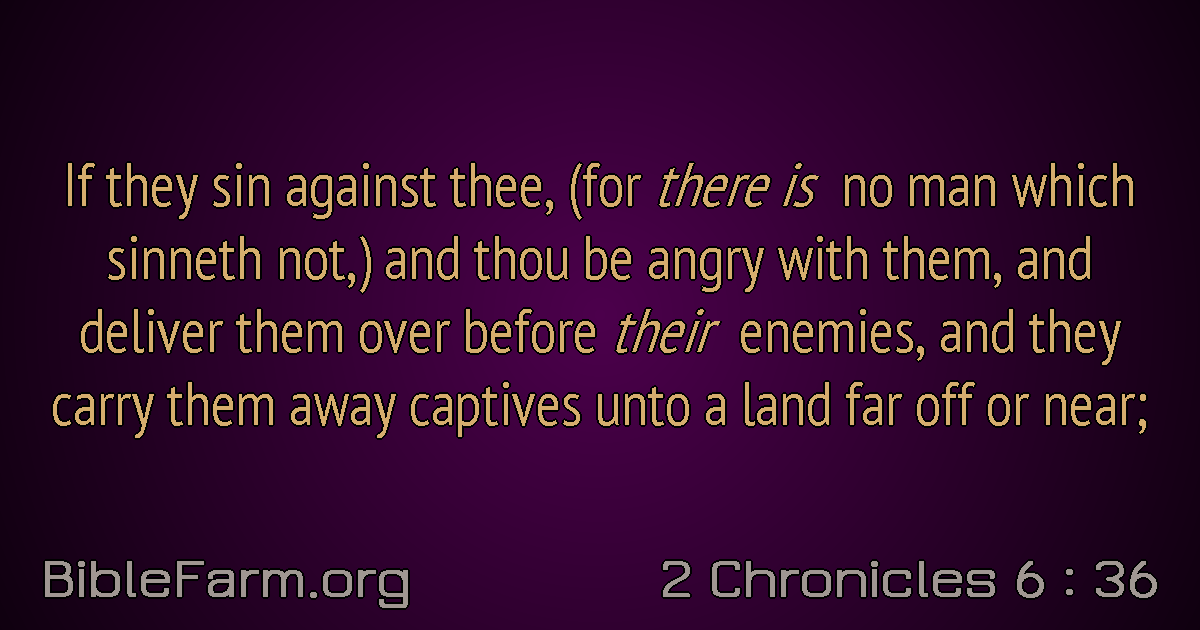 If they sin against thee, (for there is no man which
sinneth not,) and thou be angry with them, and
deliver them over before their enemies, and they
carry them away captives unto a land far off or near;
BibleFarm.org
2 Chronicles 6 : 36